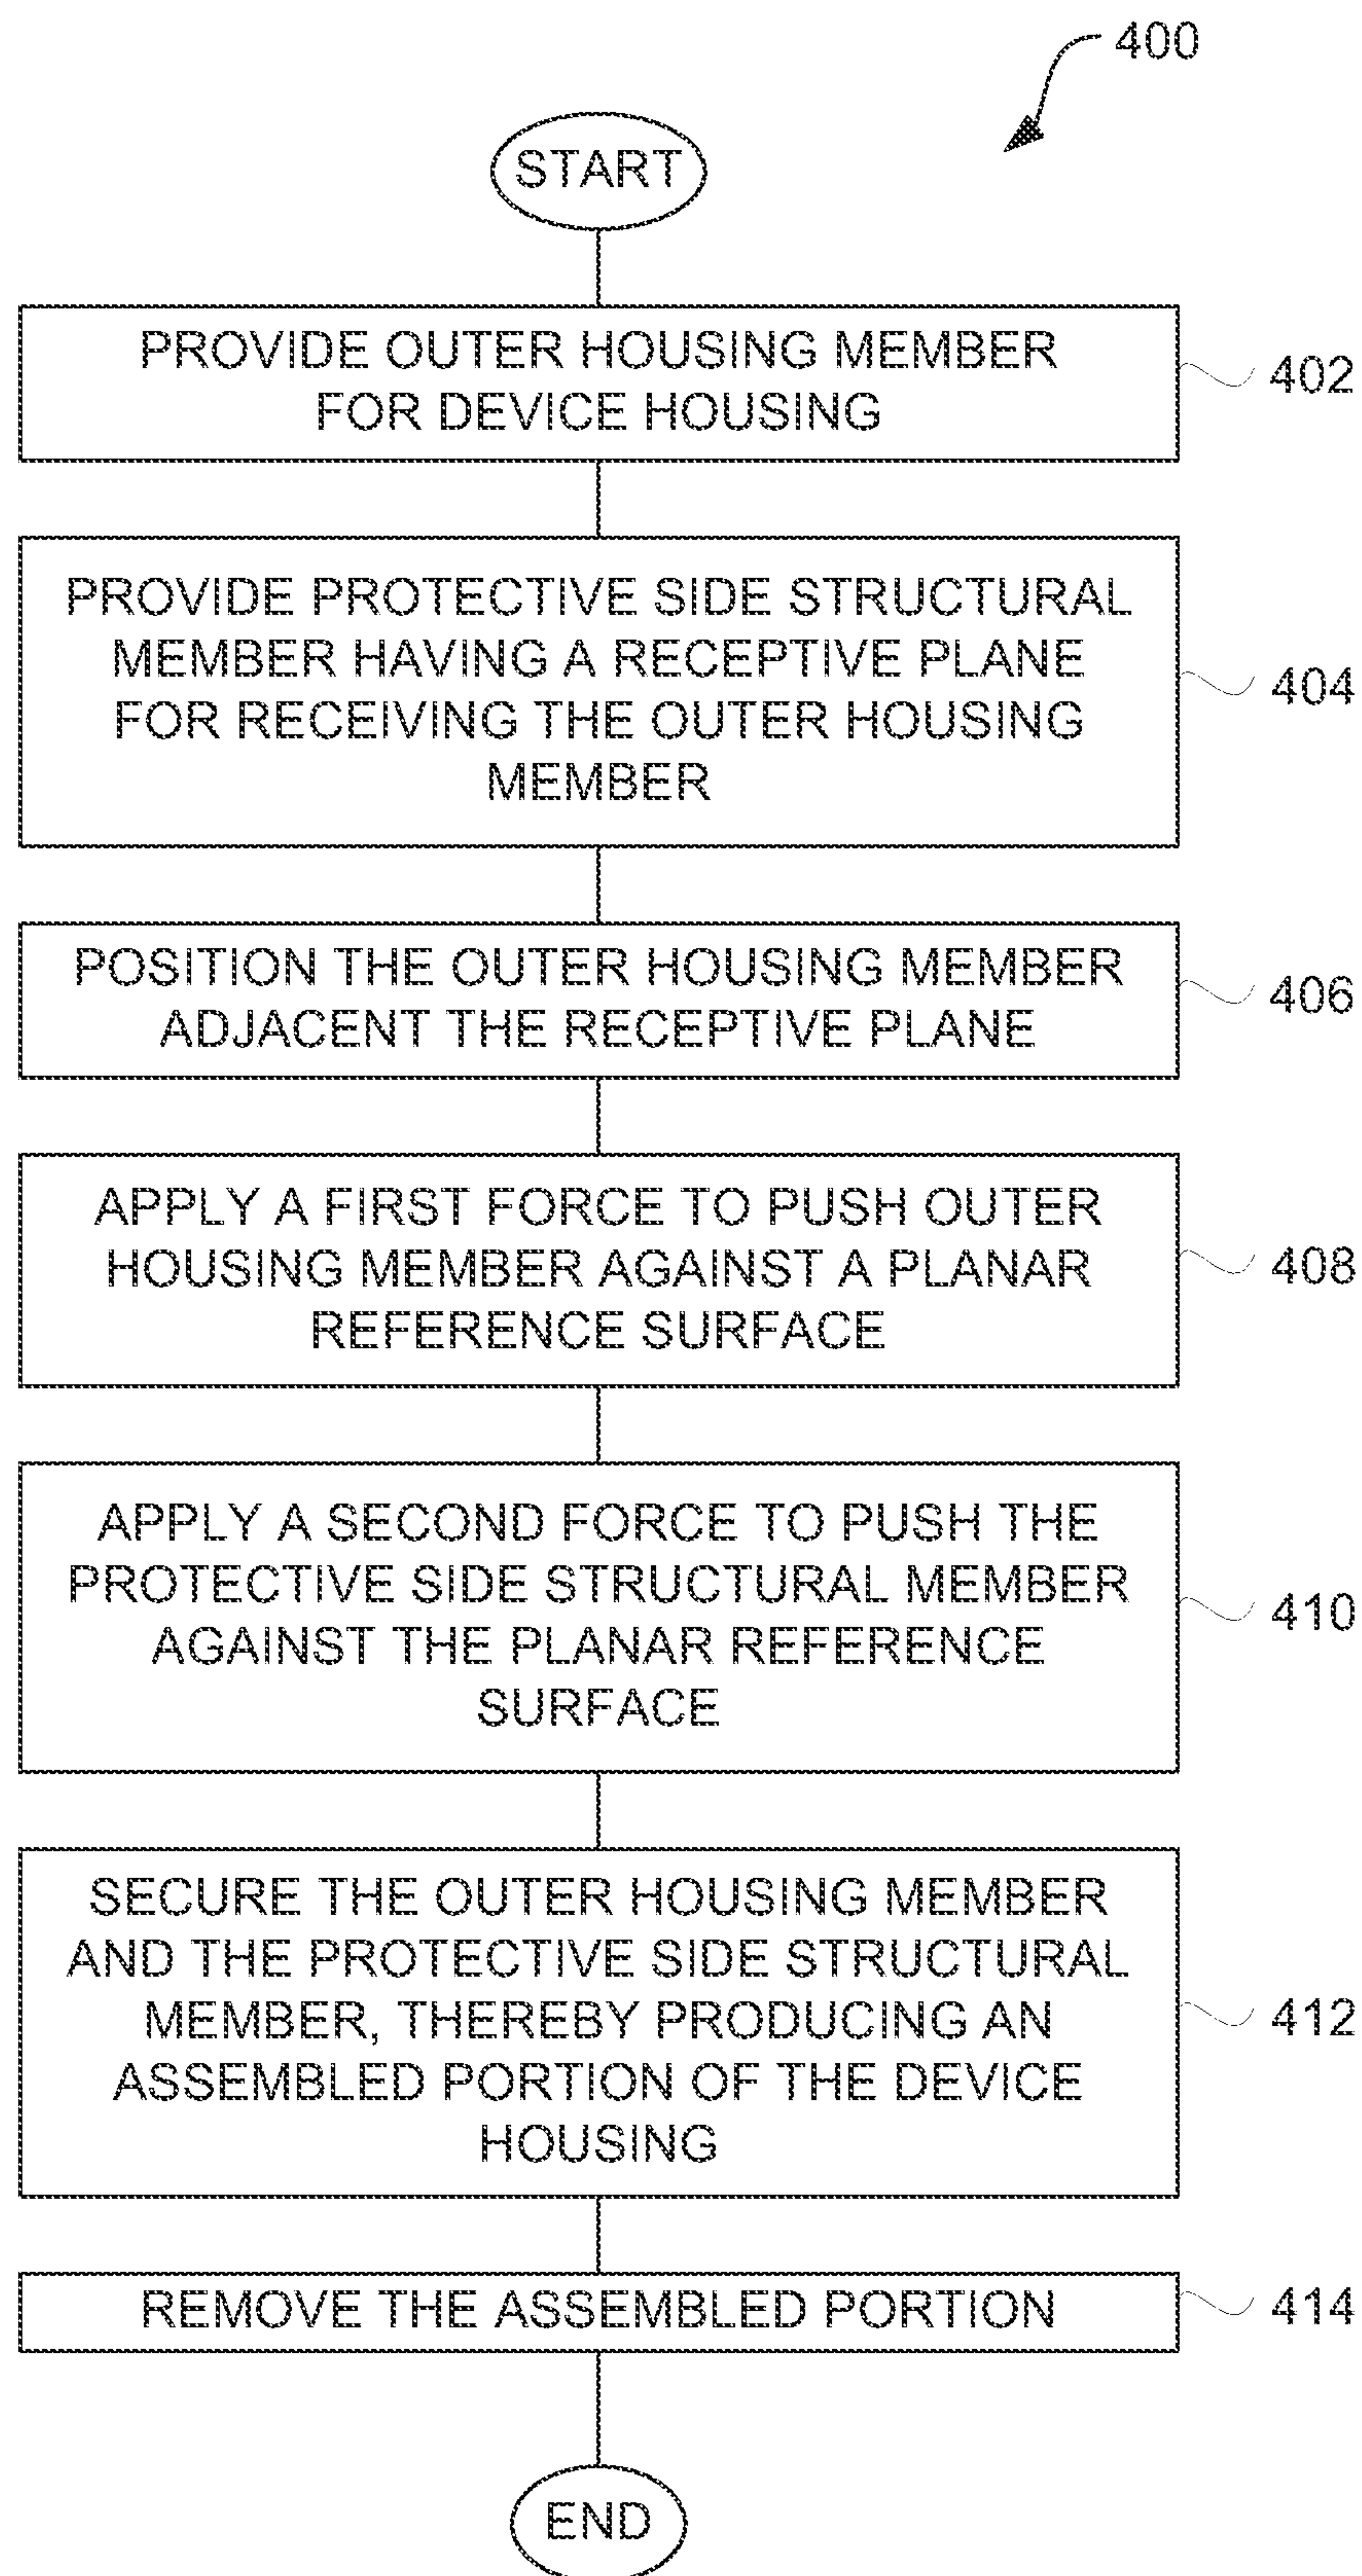 400
START
PROVIDE OUTER HOUSING MEMBER
FOR DEVICE HOUSING
402
PROVIDE PROTECTIVE SIDE STRUCTURAL
MEMBER HAVING A RECEPTIVE PLANE
FOR RECEIVING THE OUTER HOUSING
MEMBER
404
POSITION THE OUTER HOUSING MEMBER
ADJACENT THE RECEPTIVE PLANE
406
APPLY A FIRST FORCE TO PUSH OUTER
HOUSING MEMBER AGAINST A PLANAR
REFERENCE SURFACE
408
APPLY A SECOND FORCE TO PUSH THE
PROTECTIVE SIDE STRUCTURAL MEMBER
AGAINST THE PLANAR REFERENCE
SURFACE
410
SECURE THE OUTER HOUSING MEMBER
AND THE PROTECTIVE SIDE STRUCTURAL
MEMBER, THEREBY PRODUCING AN
ASSEMBLED PORTION OF THE DEVICE
HOUSING
412
REMOVE THE ASSEMBLED PORTION
414
END